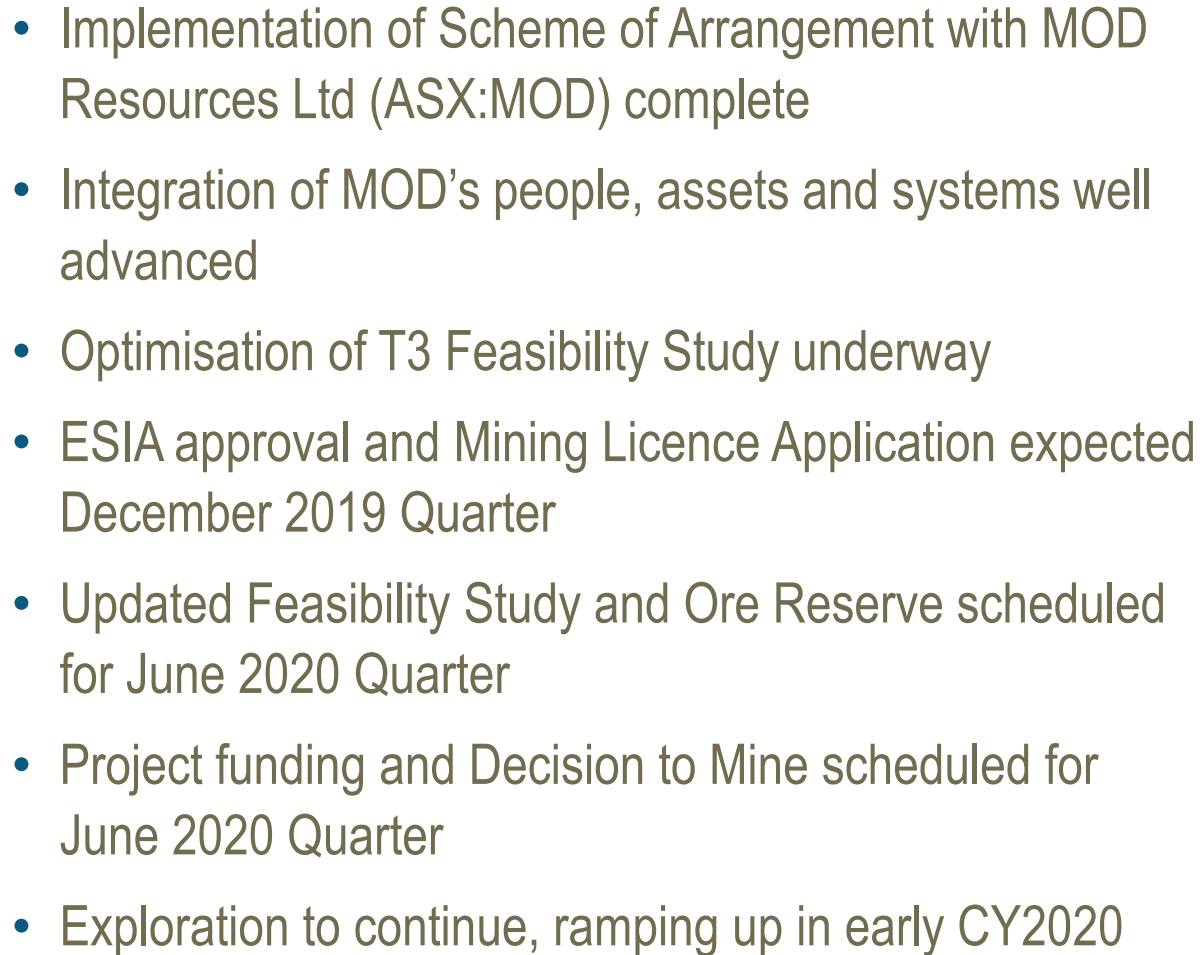 • Implementation of Scheme of Arrangement with MOD
Resources Ltd (ASX:MOD) complete
• Integration of MOD’s people, assets and systems well
advanced
• Optimisation of T3 Feasibility Study underway
• ESIA approval and Mining Licence Application expected
December 2019 Quarter
• Updated Feasibility Study and Ore Reserve scheduled
for June 2020 Quarter
• Project funding and Decision to Mine scheduled for
June 2020 Quarter
• Exploration to continue, ramping up in early CY2020